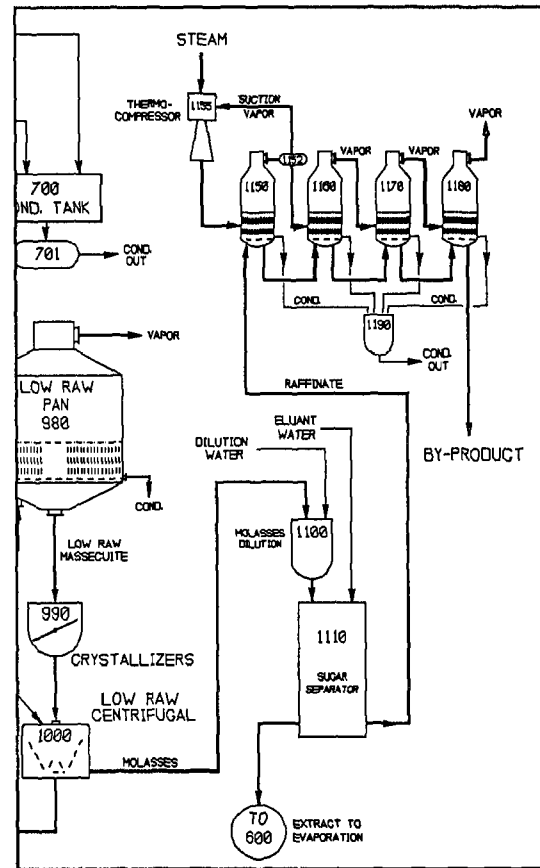 STEAM
THERMO-
COMPRESSOR
1155
SUCTION
VAPOR
VAPOR
VAPOR
VAPOR
1152
1150
1160
1170
1180
700
OND. TANK
701
COND.
OUT
COND.
COND.
1190
COND.
OUT
VAPOR
LOW RAW
PAN
980
RAFFINATE
ELUANT
WATER
DILUTION
WATER
BY-PRODUCT
COND.
LOW RAW
MASSECUITE
MOLASSES
DILUTION
1100
990
CRYSTALLIZERS
1110
SUGAR
SEPARATOR
LOW RAW
CENTRIFUGAL
1000
MOLASSES
TO
600
EXTRACT TO
EVAPORATION